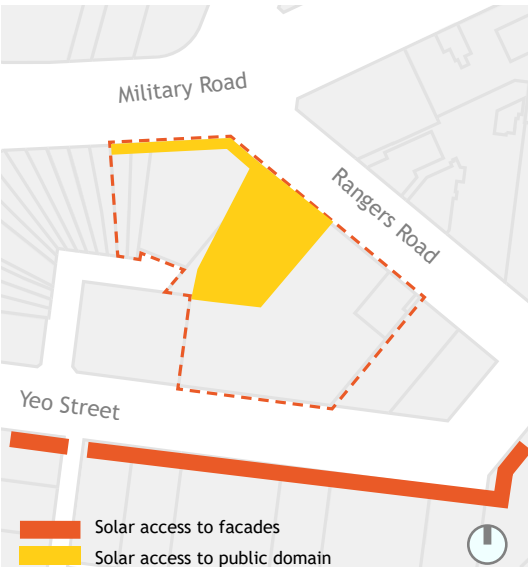 Military Road
Rangers Road
Yeo Street
Solar access to facades
Solar access to public domain